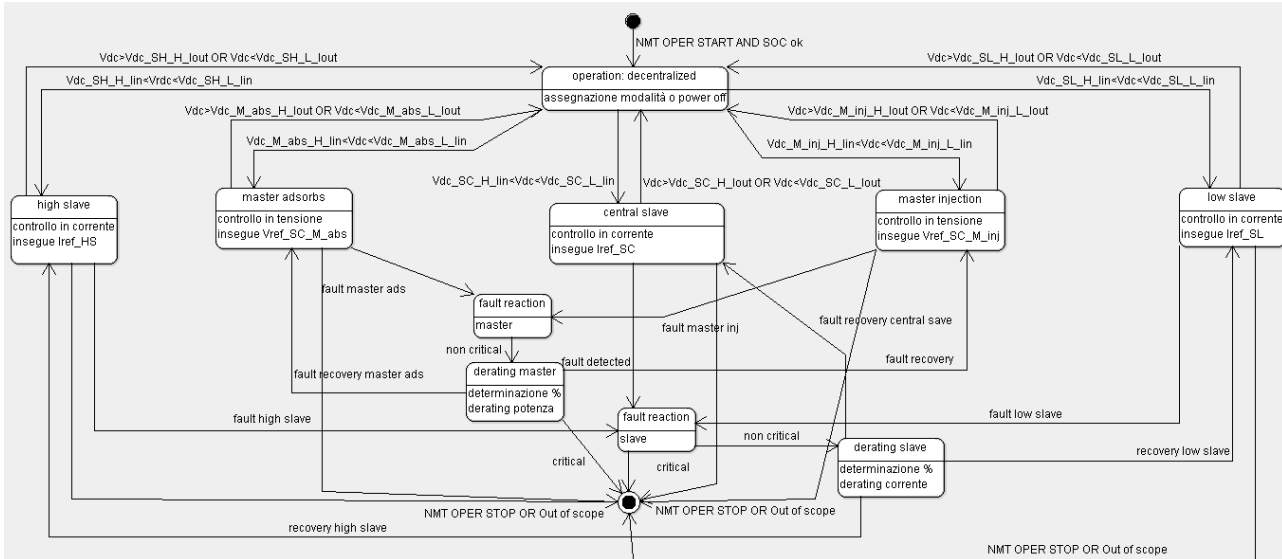 NMT OPER START AND SOC ok
Vdc>Vdc_SH_H_Iout OR Vdc<Vdc_SH_L_Iout
Vdc>Vdc_SL_H_Iout OR Vdc<Vdc_SL_L_Iout
operation: decentralized
Vdc_SH_H_Iin<Vrdc<Vdc_SH_L_Iin
Vdc_SL_H_Iin<Vdc<Vdc_SL_L_Iin
assegnazione modalità o power off
Vdc>Vdc_M_abs_H_Iout OR Vdc<Vdc_M_abs_L_Iout
Vdc>Vdc_M_inj_H_Iout OR Vdc<Vdc_M_inj_L_Iout
Vdc_M_abs_H_Iin<Vdc<Vdc_M_abs_L_Iin
Vdc_M_inj_H_Iin<Vdc<Vdc_M_inj_L_Iin
Vdc_SC_H_Iin<Vdc<Vdc_SC_L_Iin
Vdc>Vdc_SC_H_Iout OR Vdc<Vdc_SC_L_Iout
high slave
controllo in corrente
insegue Iref_HS
master adsorbs
controllo in tensione
insegue Vref_SC_M_abs
central slave
controllo in corrente
insegue Iref_SC
master injection
controllo in tensione
insegue Vref_SC_M_inj
low slave
controllo in corrente
insegue Iref_SL
fault master ads
fault reaction
master
fault master inj
fault recovery central save
non critical
fault detected
fault recovery
fault recovery master ads
derating master
determinazione %
derating potenza
fault high slave
fault reaction
slave
fault low slave
non critical
derating slave
determinazione %
derating corrente
recovery low slave
critical
critical
NMT OPER STOP OR Out of scope
NMT OPER STOP OR Out of scope
recovery high slave
NMT OPER STOP OR Out of scope